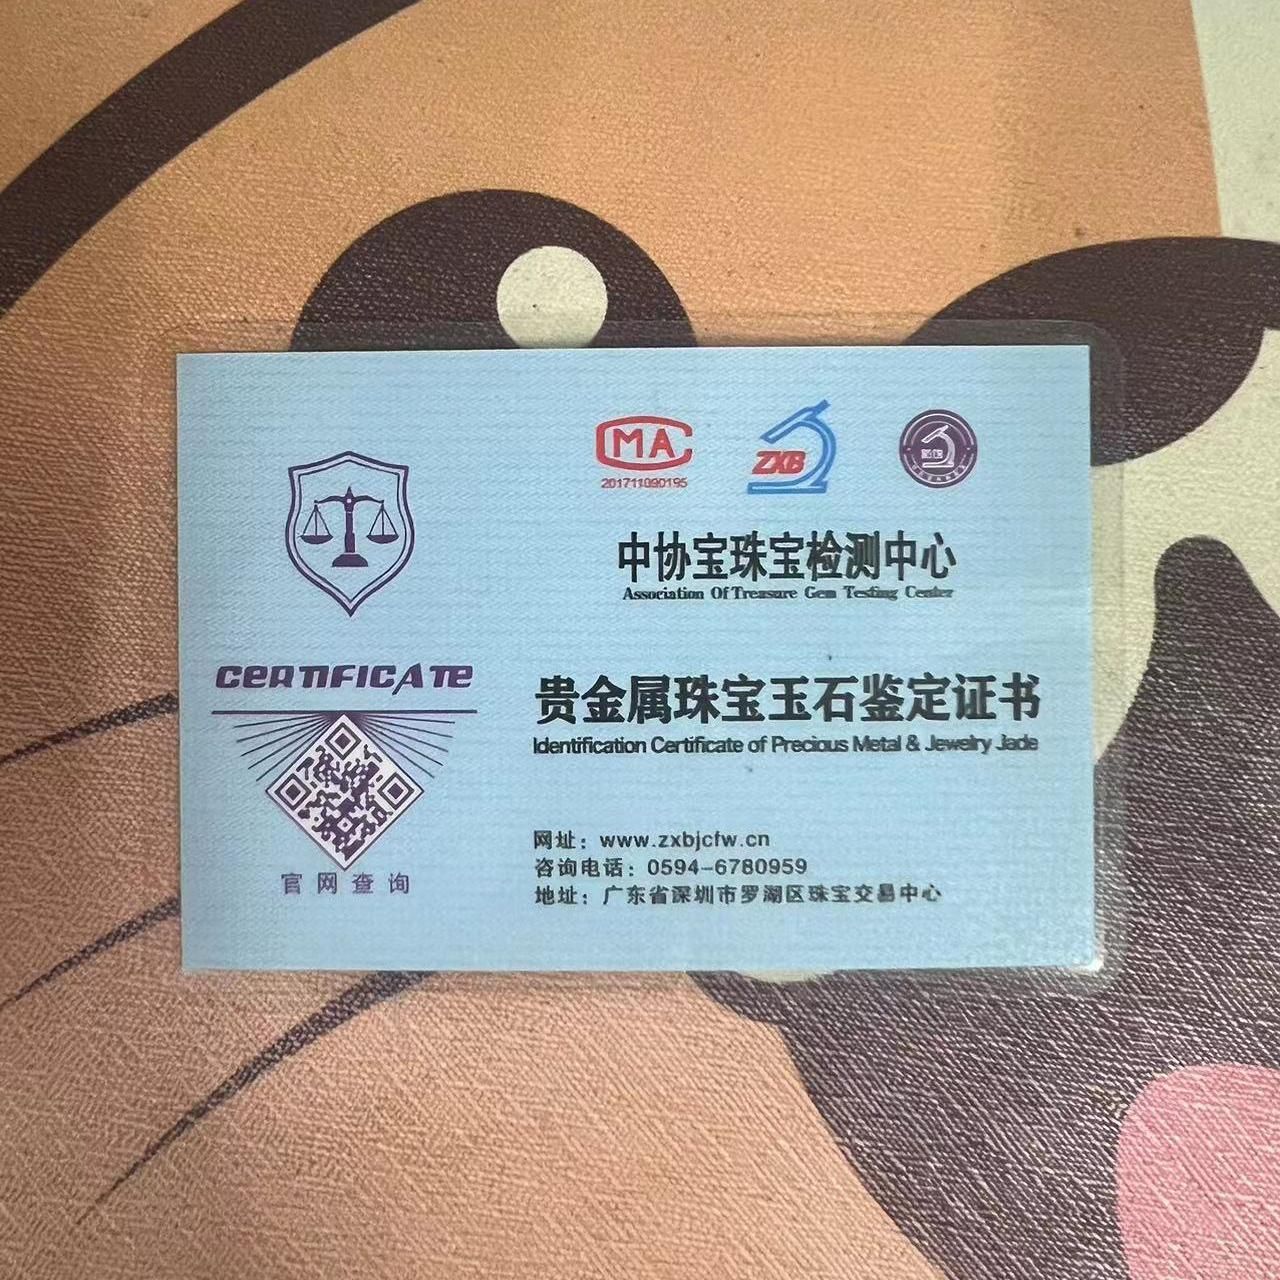 CMA
201711090195
ZXB
中协宝珠宝检测中心
Association Of Treasure Gem Testing Center
CERTIFICATE
贵金属珠宝玉石鉴定证书
Identification Certificate of Precious Metal & Jewelry Jade
官网查询
网址：www.zxbjcfw.cn
咨询电话：0594-6780959
地址：广东省深圳市罗湖区珠宝交易中心